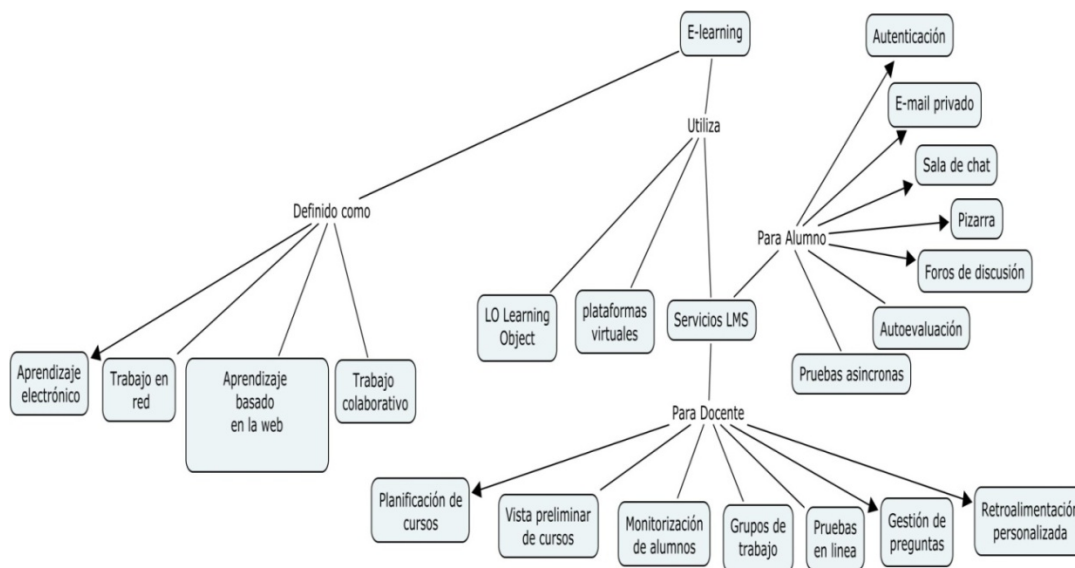 E-learning
Autenticación
E-mail privado
Utiliza
Sala de chat
Definido como
Pizarra
Para Alumno
Foros de discusión
LO Learning
Object
plataformas
virtuales
Servicios LMS
Autoevaluación
Aprendizaje
electrónico
Trabajo en
red
Aprendizaje
basado
en la web
Trabajo
colaborativo
Pruebas asincronas
Para Docente
Planificación de
cursos
Vista preliminar
de cursos
Monitorización
de alumnos
Grupos de
trabajo
Pruebas
en linea
Gestión de
preguntas
Retroalimentación
personalizada